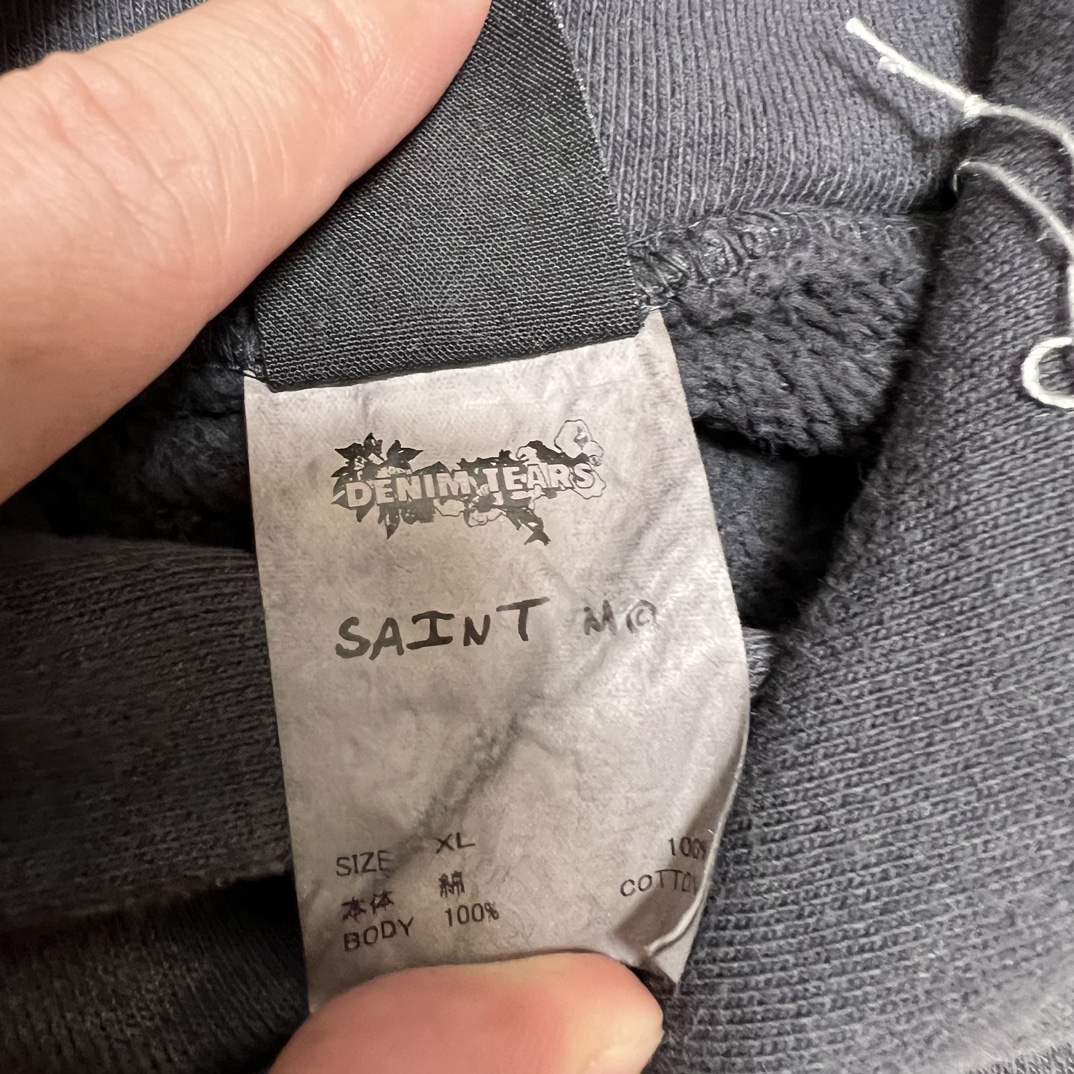 DENIM TEARS
SAINT
SIZE XL
本体 綿
BODY 100%
100%
COTTON